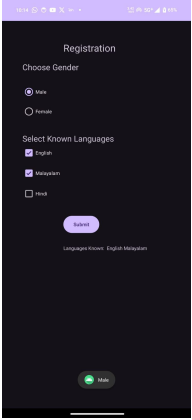 Registration
Choose Gender
Male
Female
Select Known Languages
English
Malayalam
Hindi
Submit
Languages Known: English Malayalam
Male